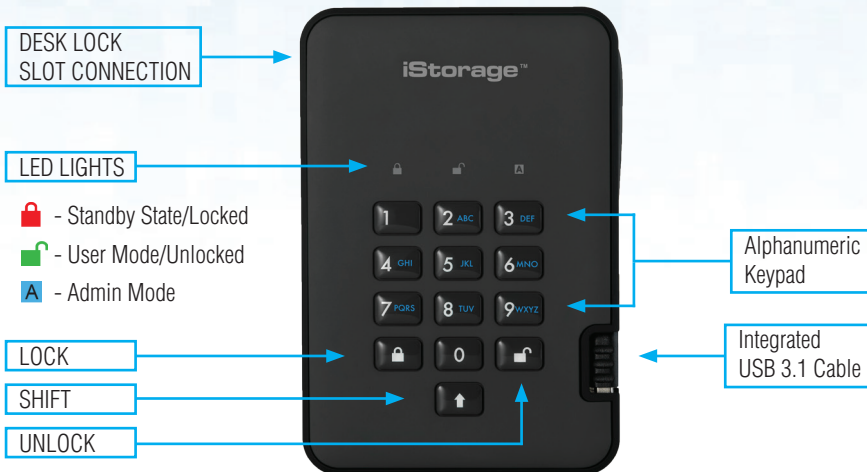 DESK LOCK
SLOT CONNECTION
iStorage™
LED LIGHTS
A
- Standby State/Locked
- User Mode/Unlocked
A - Admin Mode
1
2 ABC
3 DEF
4 GHI
5 JKL
6 MNO
7 PQRS
8 TUV
9 WXYZ
0
Alphanumeric
Keypad
Integrated
USB 3.1 Cable
LOCK
SHIFT
UNLOCK